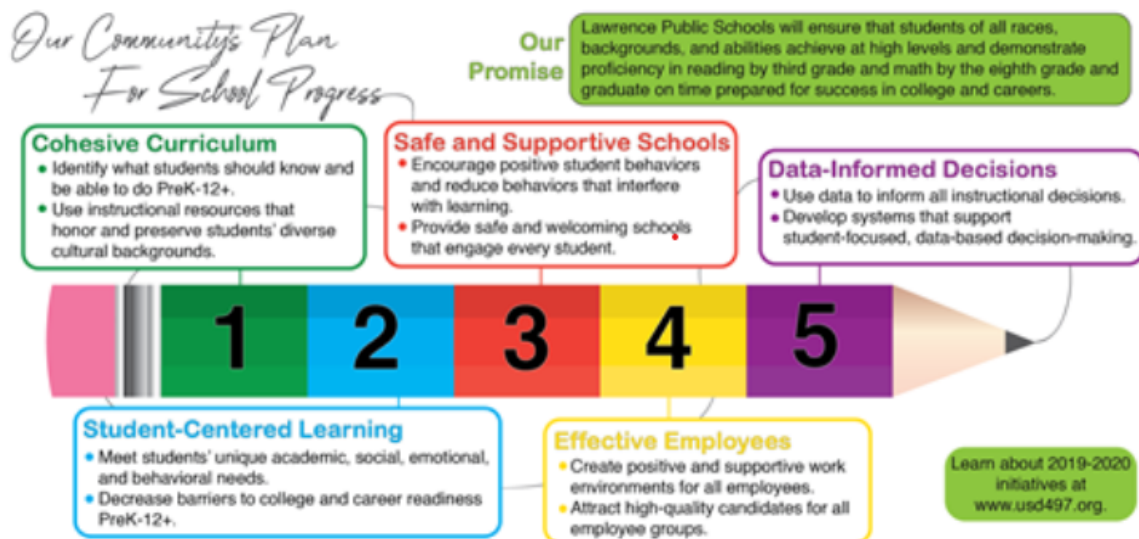 Our Community's Plan
For School Progress
Our
Promise
Lawrence Public Schools will ensure that students of all races,
backgrounds, and abilities achieve at high levels and demonstrate
proficiency in reading by third grade and math by the eighth grade and
graduate on time prepared for success in college and careers.
Cohesive Curriculum
• Identify what students should know and
be able to do PreK-12+.
• Use instructional resources that
honor and preserve students' diverse
cultural backgrounds.
Safe and Supportive Schools
• Encourage positive student behaviors
and reduce behaviors that interfere
with learning.
• Provide safe and welcoming schools
that engage every student.
Data-Informed Decisions
• Use data to inform all instructional decisions.
• Develop systems that support
student-focused, data-based decision-making.
1
2
3
4
5
Student-Centered Learning
• Meet students' unique academic, social, emotional,
and behavioral needs.
• Decrease barriers to college and career readiness
PreK-12+.
Effective Employees
• Create positive and supportive work
environments for all employees.
• Attract high-quality candidates for all
employee groups.
Learn about 2019-2020
initiatives at
www.usd497.org.